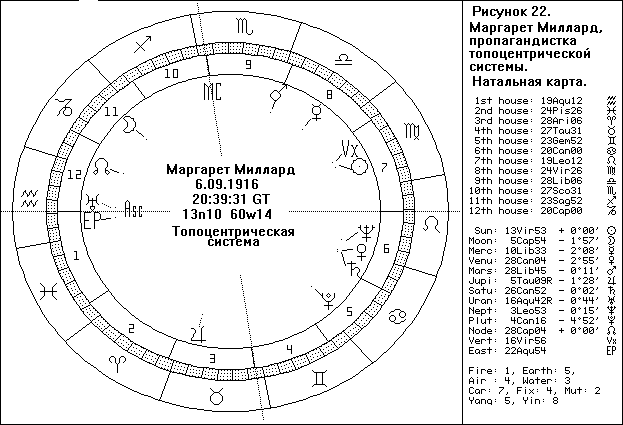 10
MC
9
11
8
12
7
Vx
Asc
EP
1
6
2
5
3
4
Маргарет Миллард
6.09.1916
20:39:31 GT
13n10 60w14
Топоцентрическая
система
Рисунок 22.
Маргарет Миллард,
пропагандистка
топоцентрической
системы.
Натальная карта.
1st house: 19Aqu12
2nd house: 24Pis26
3rd house: 28Ari06
4th house: 27Tau31
5th house: 23Gem52
6th house: 20Can00
7th house: 19Leo12
8th house: 24Vir26
9th house: 28Lib06
10th house: 27Sco31
11th house: 23Sag52
12th house: 20Cap00
Sun: 13Vir53 + 0°00'
Moon: 5Cap54 - 1°57'
Merc: 10Lib33 - 2°08'
Venu: 28Can04 - 2°55'
Mars: 28Lib45 - 0°11'
Jupi: 5Tau09R - 1°28'
Satu: 26Can52 - 0°02'
Uran: 16Aqu42R - 0°44'
Nept: 3Leo53 - 0°15'
Plut: 4Can16 - 4°52'
Node: 28Cap04 + 0°00'
Vert: 16Vir56 Vx
East: 22Aqu54 EP
Fire: 1, Earth: 5,
Air : 4, Water: 3
Car: 7, Fix: 4, Mut: 2
Yang: 5, Yin: 8